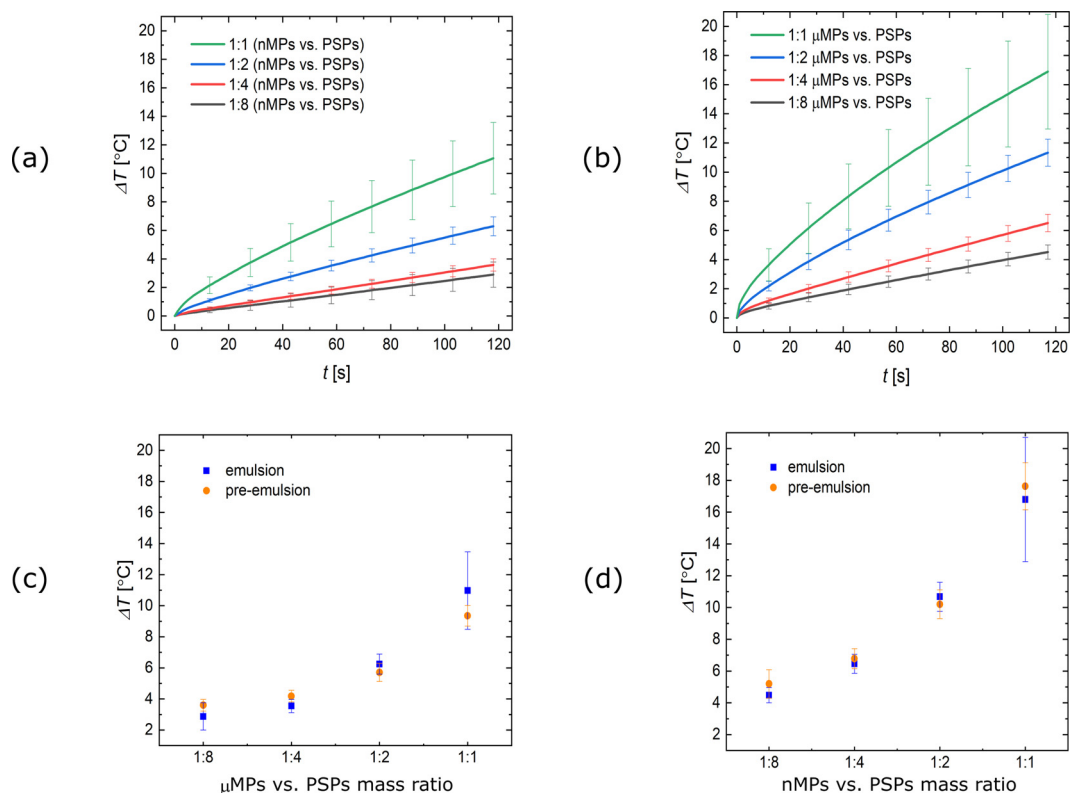 (a)
1:1 (nMPs vs. PSPs)
1:2 (nMPs vs. PSPs)
1:4 (nMPs vs. PSPs)
1:8 (nMPs vs. PSPs)
20
18
16
14
12
10
8
6
4
2
0
ΔT [°C]
0 20 40 60 80 100 120
t [s]
(b)
1:1 μMPs vs. PSPs
1:2 μMPs vs. PSPs
1:4 μMPs vs. PSPs
1:8 μMPs vs. PSPs
20
18
16
14
12
10
8
6
4
2
0
ΔT [°C]
0 20 40 60 80 100 120
t [s]
(c)
emulsion
pre-emulsion
20
18
16
14
12
10
8
6
4
2
ΔT [°C]
1:8 1:4 1:2 1:1
μMPs vs. PSPs mass ratio
(d)
emulsion
pre-emulsion
20
18
16
14
12
10
8
6
4
2
ΔT [°C]
1:8 1:4 1:2 1:1
nMPs vs. PSPs mass ratio